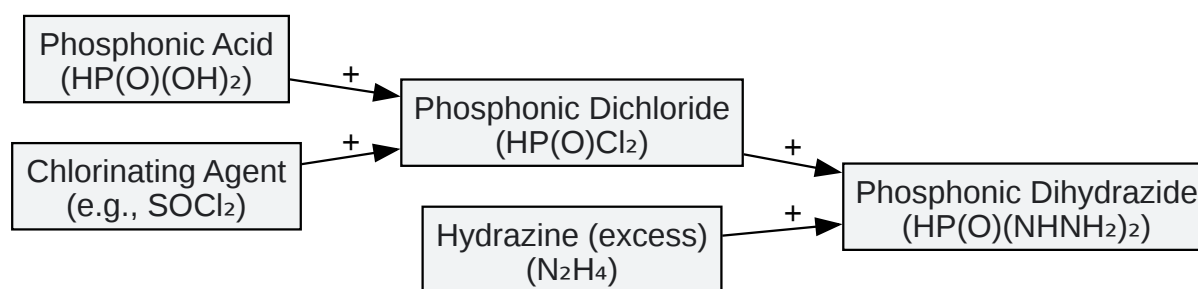 Phosphonic Acid
(HP(O)(OH)₂)
+
Chlorinating Agent
(e.g., SOCl₂)
+
Phosphonic Dichloride
(HP(O)Cl₂)
+
Hydrazine (excess)
(N₂H₄)
+
Phosphonic Dihydrazide
(HP(O)(NHNH₂)₂)